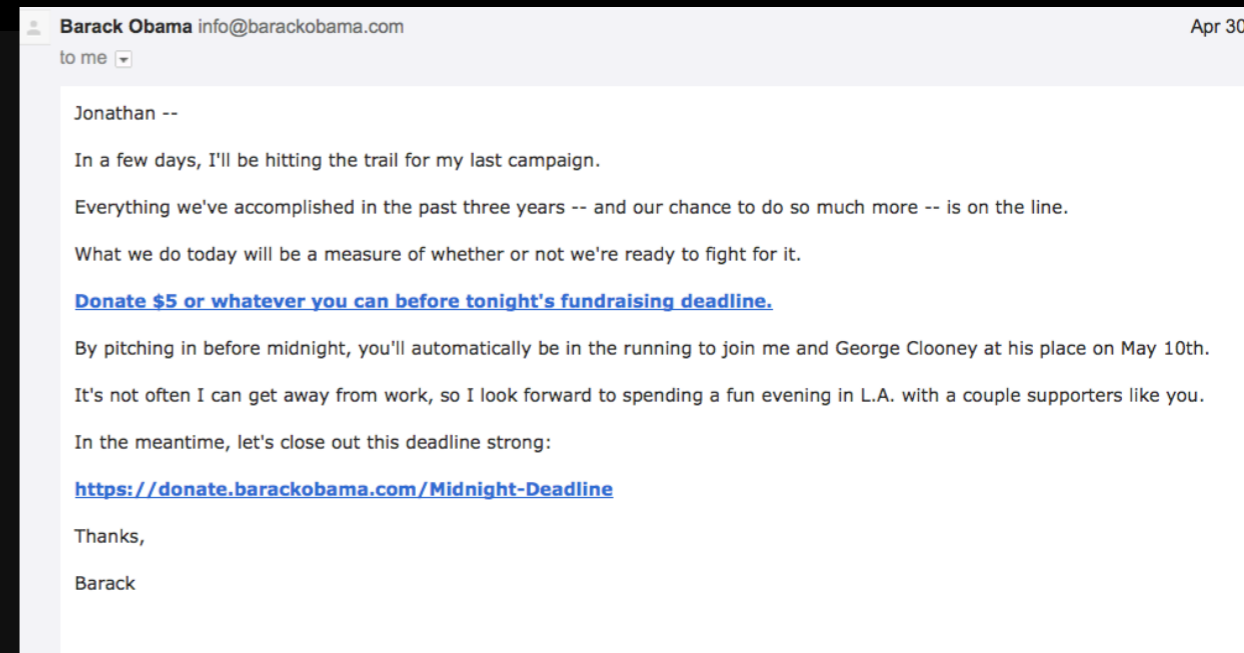 Barack Obama info@barackobama.com Apr 30
to me
Jonathan --
In a few days, I'll be hitting the trail for my last campaign.
Everything we've accomplished in the past three years -- and our chance to do so much more -- is on the line.
What we do today will be a measure of whether or not we're ready to fight for it.
Donate $5 or whatever you can before tonight's fundraising deadline.
By pitching in before midnight, you'll automatically be in the running to join me and George Clooney at his place on May 10th.
It's not often I can get away from work, so I look forward to spending a fun evening in L.A. with a couple supporters like you.
In the meantime, let's close out this deadline strong:
https://donate.barackobama.com/Midnight-Deadline
Thanks,
Barack